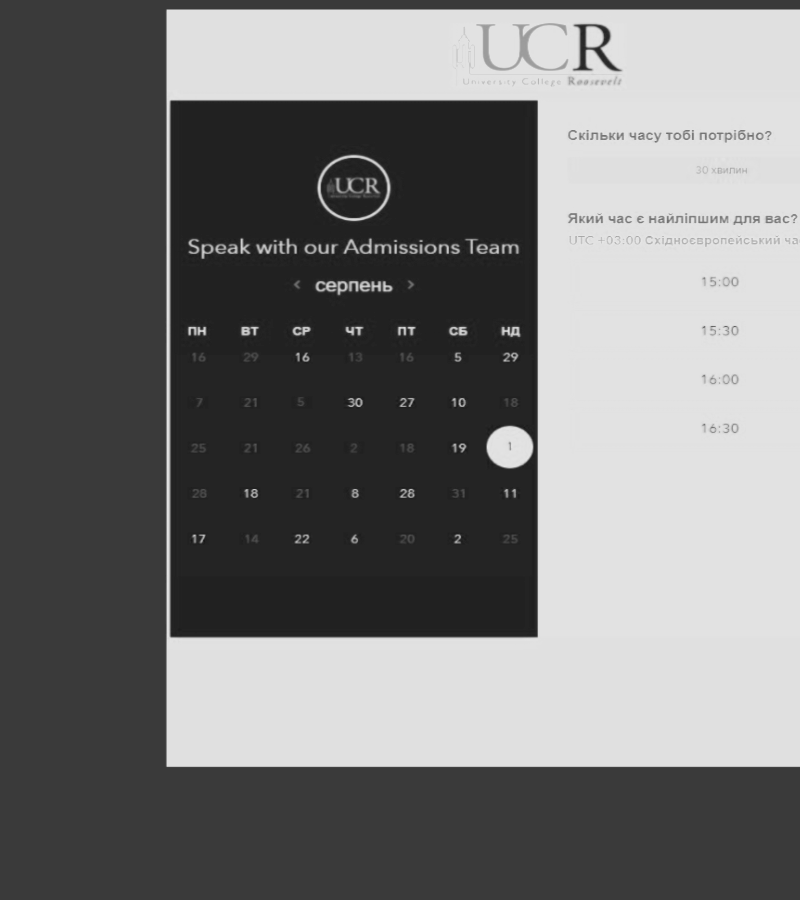 UCR
University College Roosevelt
UCR
Speak with our Admissions Team
< серпень >
ПН ВТ СР ЧТ ПТ СБ НД
16 29 16 13 16 5 29
7 21 5 30 27 10 18
25 21 26 2 18 19 1
28 18 21 8 28 31 11
17 14 22 6 20 2 25
Скільки часу тобі потрібно?
30 хвилин
Який час є найліпшим для вас?
UTC +03:00 Східноєвропейський
15:00
15:30
16:00
16:30